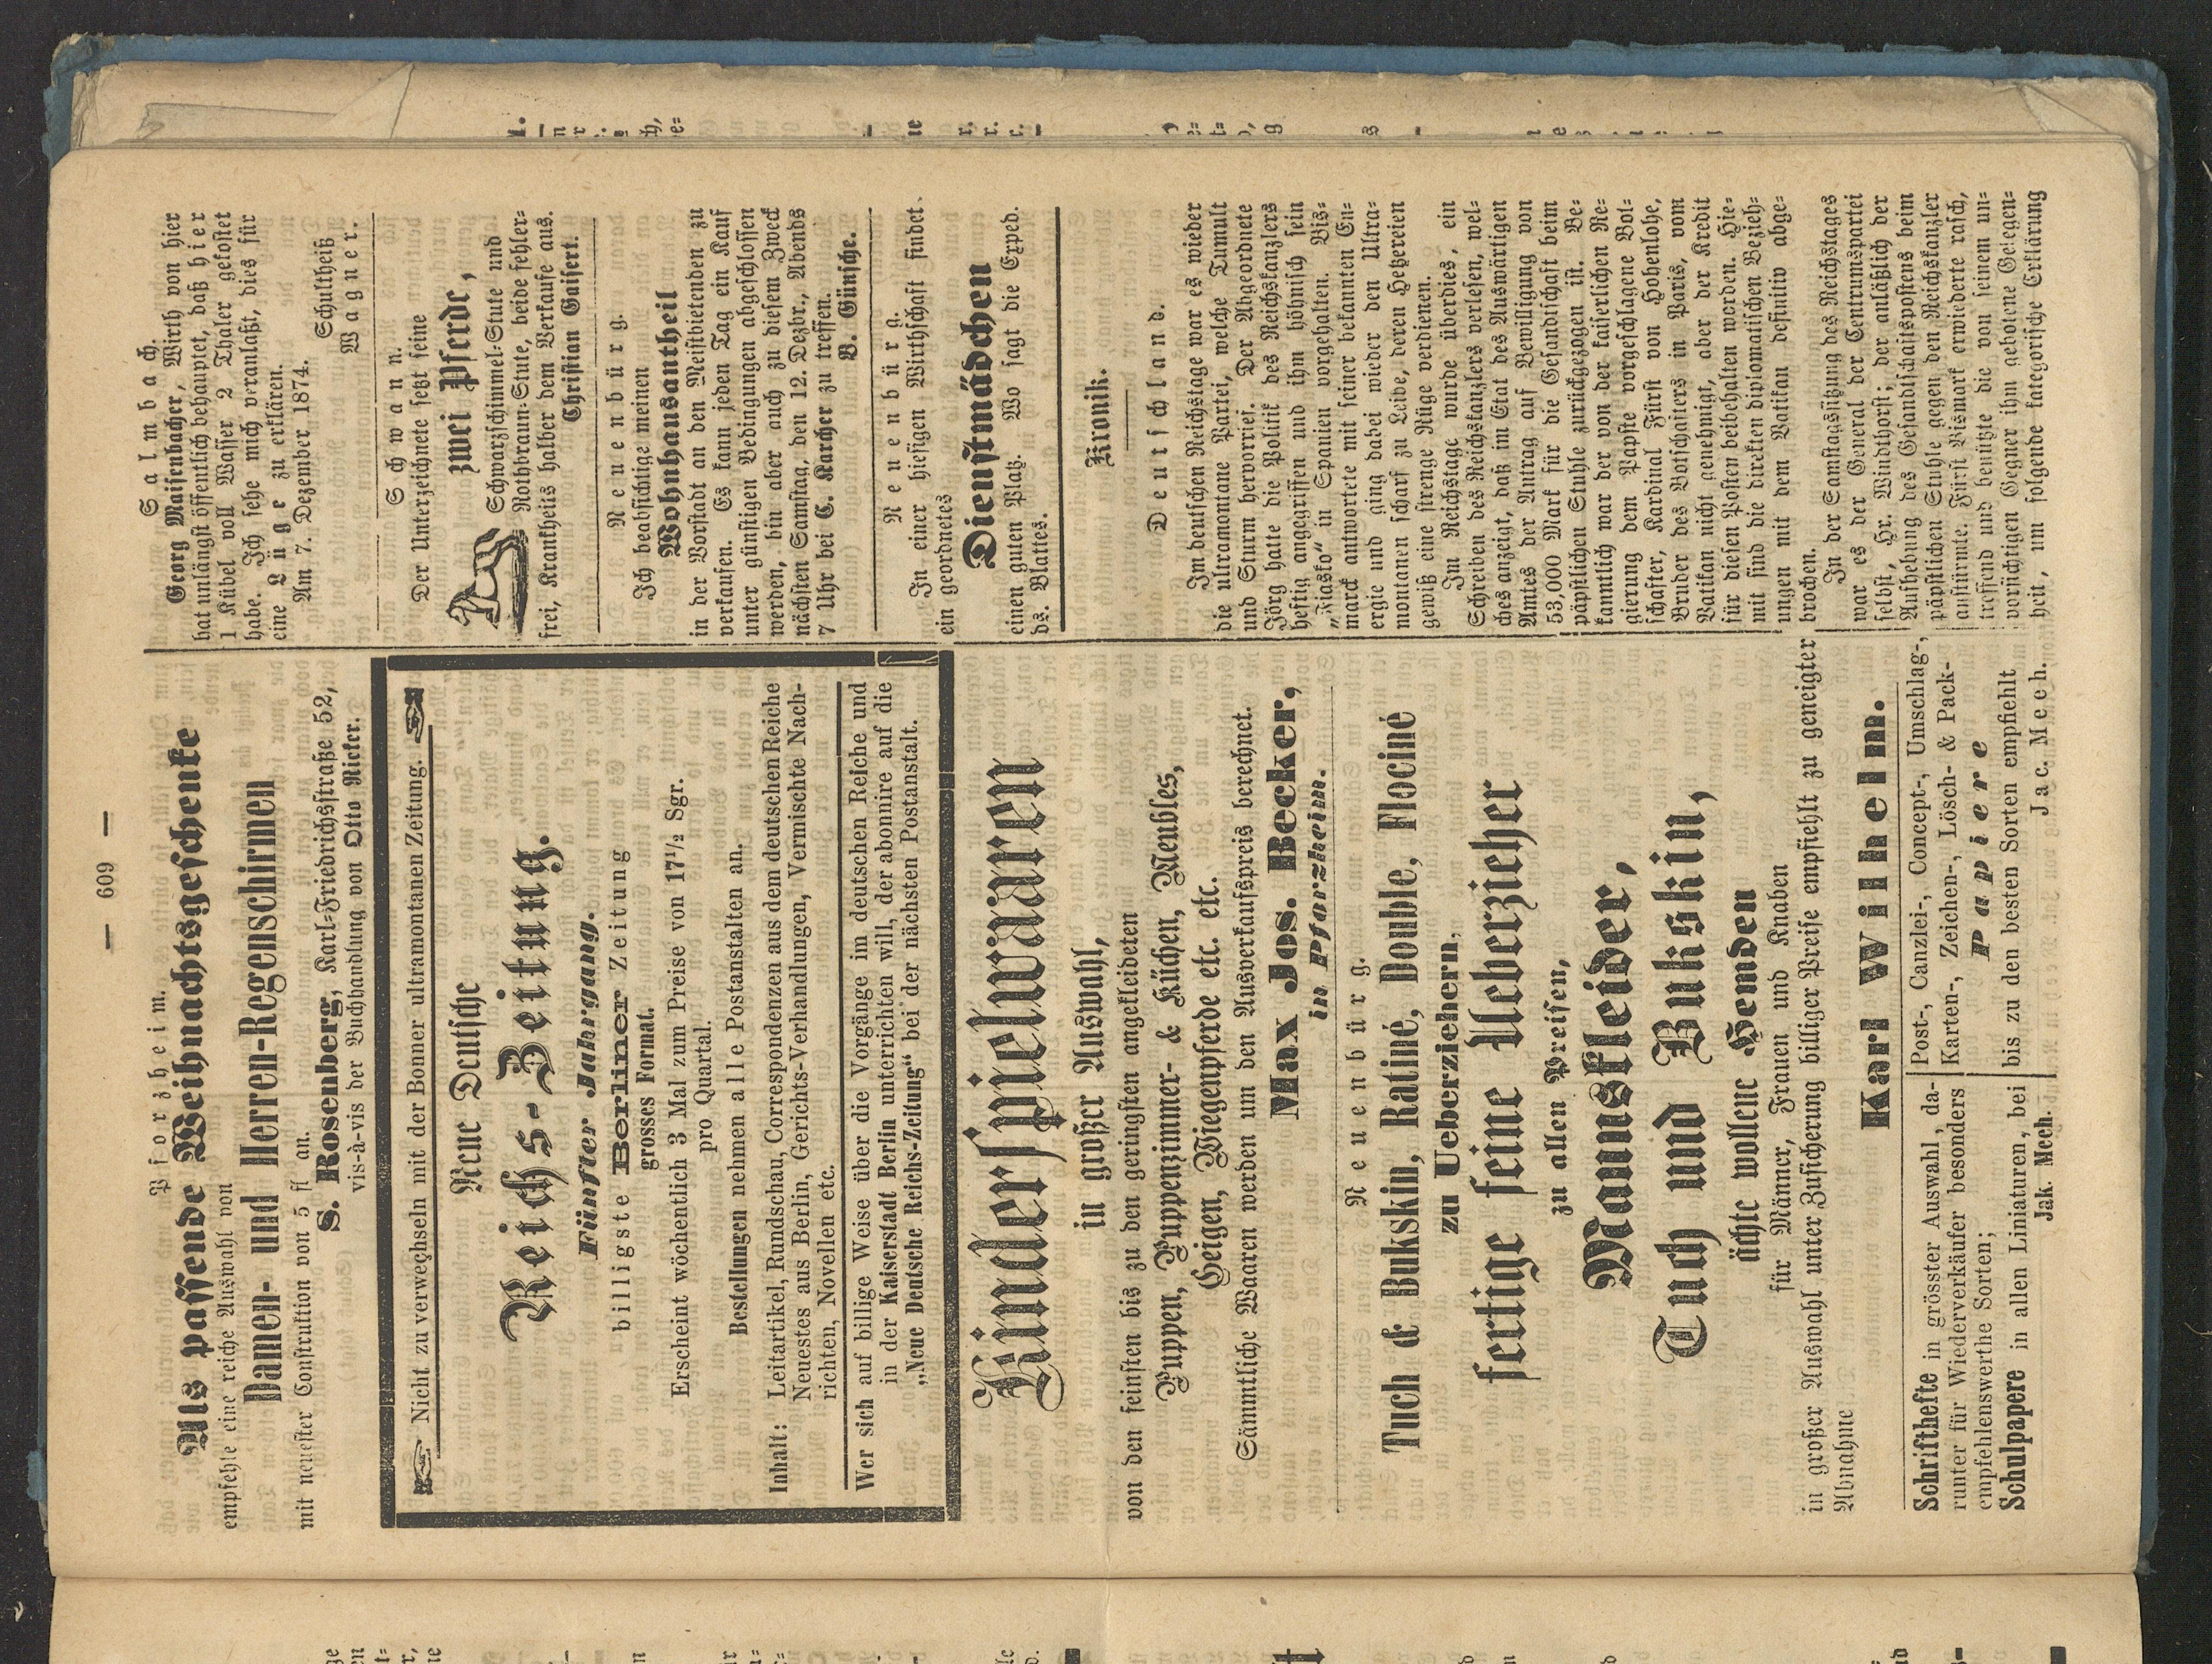 — 609 —
Pforzheim.
Als passende Weihnachtsgeschenke
empfehle eine reiche Auswahl von
Damen- und Herren-Regenschirmen
mit neuester Constrution von 5 fl an.
S. Rosenberg, Karl-Friedrichsstraße 52,
vis-à-vis der Buchhandlung von Otto Rieker.
Nicht zu verwechseln mit der Bonner ultramontanen Zeitung.
Neue Deutsche
Reichs-Zeitung.
Fünfter Jahrgang.
billigste Berliner Zeitung
grosses Format.
Erscheint wöchentlich 3 Mal zum Preise von 17½ Sgr.
pro Quartal.
Bestellungen nehmen alle Postanstalten an.
Inhalt: Leitartikel, Rundschau, Correspondenzen aus dem deutschen Reiche
Neuestes aus Berlin, Gerichts-Verhandlungen, Vermischte Nach-
richten, Novellen etc.
Wer sich auf billige Weise über die Vorgänge im deutschen Reiche und
in der Kaiserstadt Berlin unterrichten will, der abonnire auf die
„Neue Deutsche Reichs-Zeitung“ bei der nächsten Postanstalt.
Kinderspielwaaren
in großer Auswahl,
von den feinsten bis zu den geringsten angekleideten
Puppen, Puppenzimmer- & Küchen, Meubles,
Geigen, Wiegenpferde etc. etc.
Sämmtliche Waaren werden um den Ausverkaufspreis berechnet.
Max Jos. Becker,
in Pforzheim.
Neuenbürg.
Tuch & Bukskin, Ratiné, Double, Flociné
zu Ueberziehern,
fertige feine Ueberzieher
zu allen Preisen,
Wamskleider,
Tuch und Bukskin,
ächte wollene Hemden
für Männer, Frauen und Knaben
in großer Auswahl unter Zusicherung billiger Preise empfiehlt zu geneigter
Abnahme
Karl Wilhelm.
Schrifthefte in grösster Auswahl, da-
runter für Wiederverkäufer besonders
empfehlenswerthe Sorten;
Schulpapere in allen Liniaturen, bei
Jak. Meeh.
Post-, Canzlei-, Concept-, Umschlag-,
Karten-, Zeichen-, Lösch- & Pack-
Papiere
bis zu den besten Sorten empfiehlt
Jac. Meeh.
Salmbach.
Georg Maisenbacher, Wirth von hier
hat unlängst öffentlich behauptet, daß hier
1 Kübel voll Wasser 2 Thaler gekostet
habe. Ich sehe mich veranlaßt, dies für
eine Lüge zu erklären.
Am 7. Dezember 1874.
Schultheiß
Wagner.
Schwann.
Der Unterzeichnete setzt seine
zwei Pferde,
Schwarzschimmel-Stute und
Rothbraun-Stute, beide fehler-
frei, Krankheits halber dem Verkaufe aus.
Christian Gaisert.
Neuenbürg.
Ich beabsichtige meinen
Wohnhausantheil
in der Vorstadt an den Meistbietenden zu
verkaufen. Es kann jeden Tag ein Kauf
unter günstigen Bedingungen abgeschlossen
werden, bin aber auch zu diesem Zweck
nächsten Samstag, den 12. Dezbr., Abends
7 Uhr bei C. Karcher zu treffen.
B. Günsche.
Neuenbürg.
In einer hiesigen Wirthschaft findet
ein geordnetes
Dienstmädchen
einen guten Platz. Wo sagt die Exped.
ds. Blattes.
Kronik.
Deutschland.
Im deutschen Reichstage war es wieder
die ultramontane Partei, welche Tumult
und Sturm hervorrief. Der Abgeordnete
Jörg hatte die Politik des Reichskanzlers
heftig angegriffen und ihm höhnisch sein
„Fiasko“ in Spanien vorgehalten. Bis-
marck antwortete mit seiner bekannten En-
ergie und ging dabei wieder den Ultra-
montanen scharf zu Leibe, deren Hetzereien
gewiß eine strenge Rüge verdienen.
Im Reichstage wurde überdies, ein
Schreiben des Reichskanzlers verlesen, wel-
ches anzeigt, daß im Etat des Auswärtigen
Amtes der Antrag auf Bewilligung von
53,000 Mark für die Gesandtschaft beim
päpstlichen Stuhle zurückgezogen ist. Be-
kanntlich war der von der kaiserlichen Re-
gierung dem Papste vorgeschlagene Bot-
schafter, Kardinal Fürst von Hohenlohe,
Bruder des Botschafters in Paris, vom
Vatikan nicht genehmigt, aber der Kredit
für diesen Posten beibehalten worden. Hie-
mit sind die direkten diplomatischen Bezieh-
ungen mit dem Vatikan definitiv abge-
brochen.
In der Samstagssitzung des Reichstages
war es der General der Centrumspartei
selbst, Hr. Windthorst; der anläßlich der
Aufhebung des Gesandtschaftspostens beim
päpstlichen Stuhle gegen den Reichskanzler
anstürmte. Fürst Bismark erwiederte rasch,
treffend und benützte die von seinem un-
vorsichtigen Gegner ihm gebotene Gelegen-
heit, um folgende kategorische Erklärung